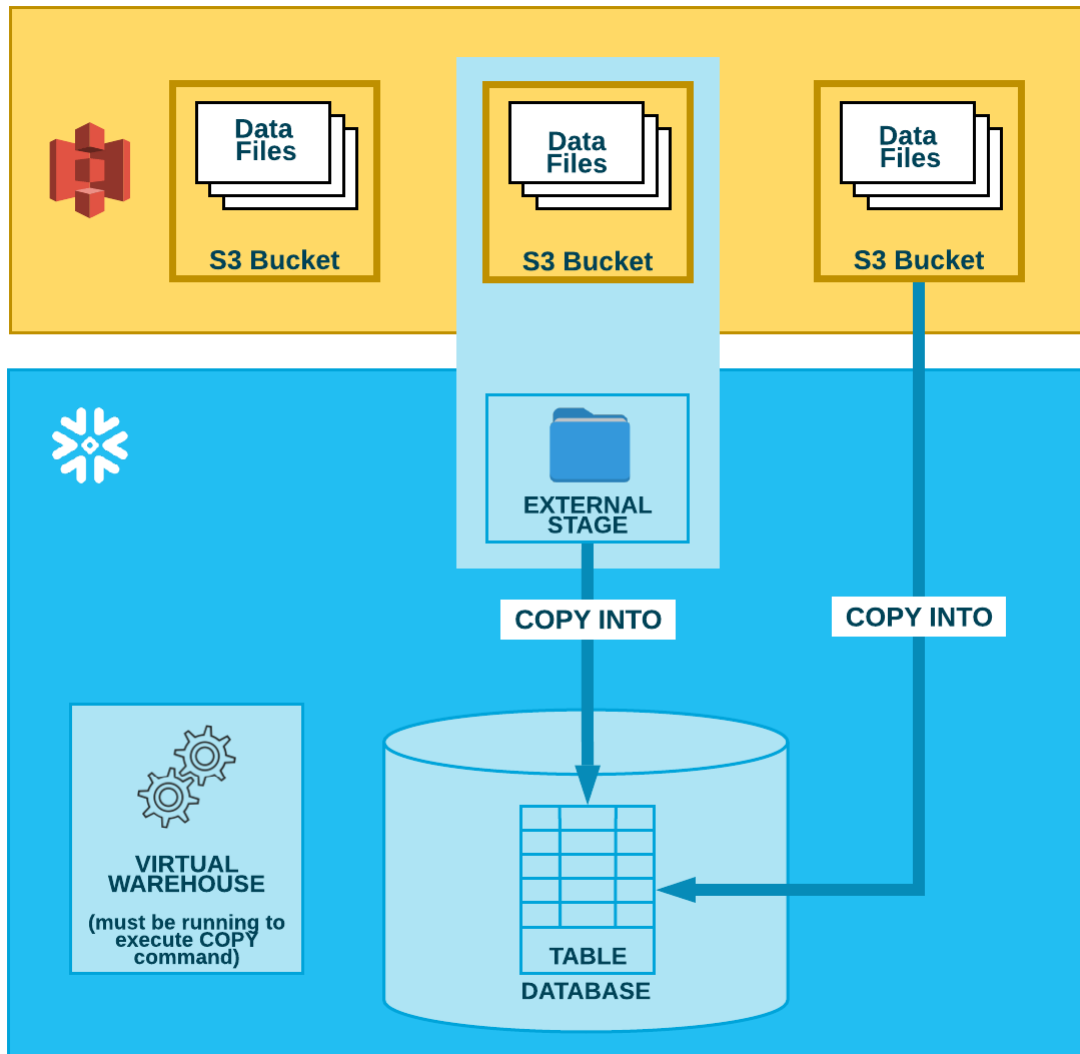 Data
Files
S3 Bucket
Data
Files
S3 Bucket
Data
Files
S3 Bucket
EXTERNAL
STAGE
COPY INTO
COPY INTO
VIRTUAL
WAREHOUSE
(must be running to
execute COPY
command)
TABLE
DATABASE